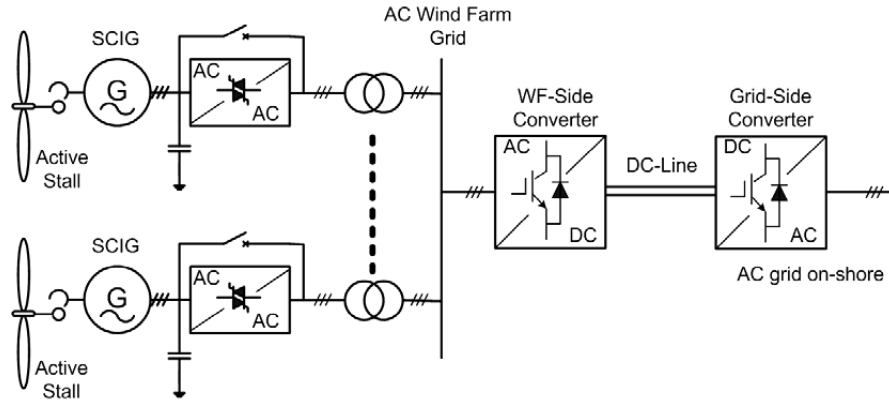 SCIG
G
AC
AC
Active
Stall
SCIG
G
AC
AC
Active
Stall
AC Wind Farm
Grid
WF-Side
Converter
AC
DC
DC-Line
Grid-Side
Converter
DC
AC
AC grid on-shore